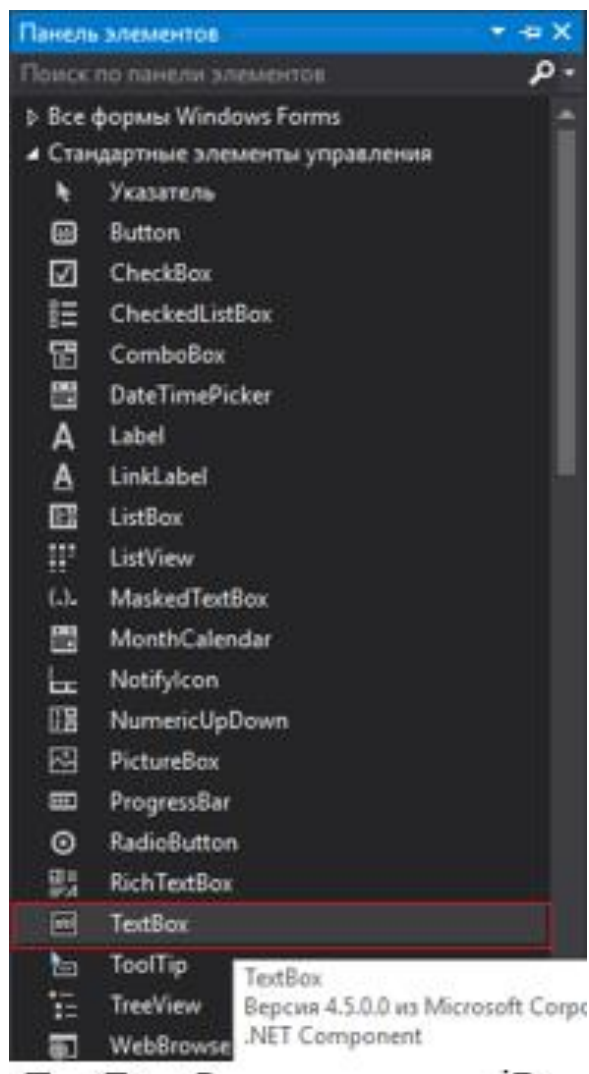 Панель элементов
Поиск по панели элементов
Все формы Windows Forms
Стандартные элементы управления
Указатель
Button
CheckBox
CheckedListBox
ComboBox
DateTimePicker
Label
LinkLabel
ListBox
ListView
MaskedTextBox
MonthCalendar
NotifyIcon
NumericUpDown
PictureBox
ProgressBar
RadioButton
RichTextBox
TextBox
ToolTip
TreeView
WebBrowse
TextBox
Версия 4.5.0.0 из Microsoft Corpo
.NET Component